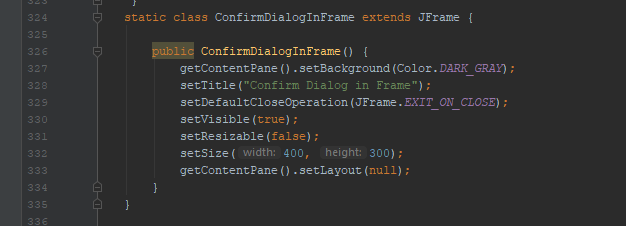 323 }
324 static class ConfirmDialogInFrame extends JFrame {
325
326 public ConfirmDialogInFrame() {
327 getContentPane().setBackground(Color.DARK_GRAY);
328 setTitle("Confirm Dialog in Frame");
329 setDefaultCloseOperation(JFrame.EXIT_ON_CLOSE);
330 setVisible(true);
331 setResizable(false);
332 setSize( width: 400, height: 300);
333 getContentPane().setLayout(null);
334 }
335 }
336